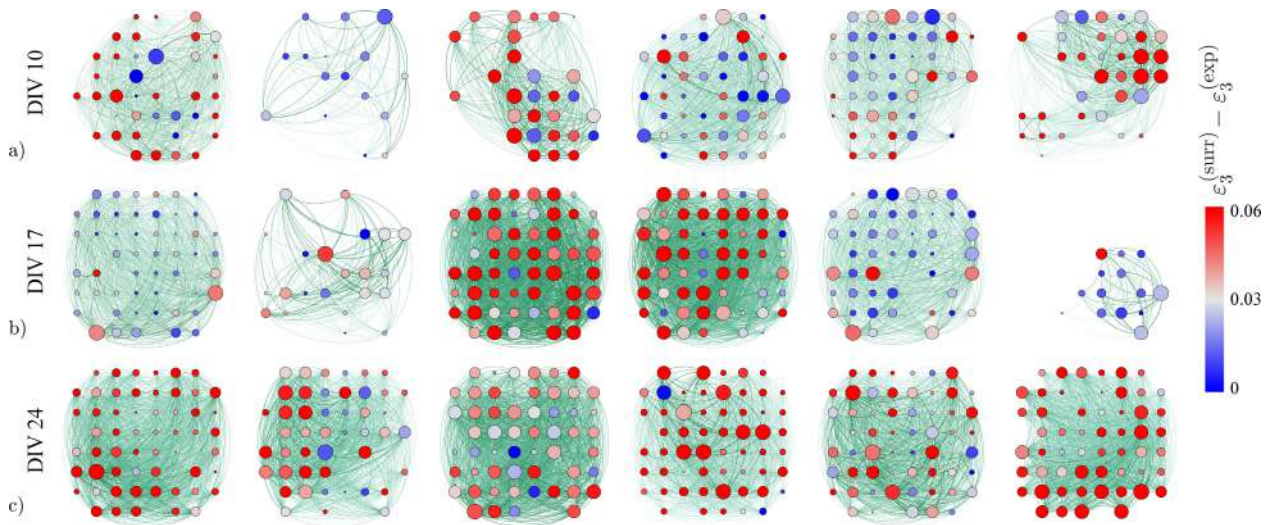 DIV 10
a)
DIV 17
b)
DIV 24
c)
ε₃^(surr) − ε₃^(exp)
0.06
0.03
0